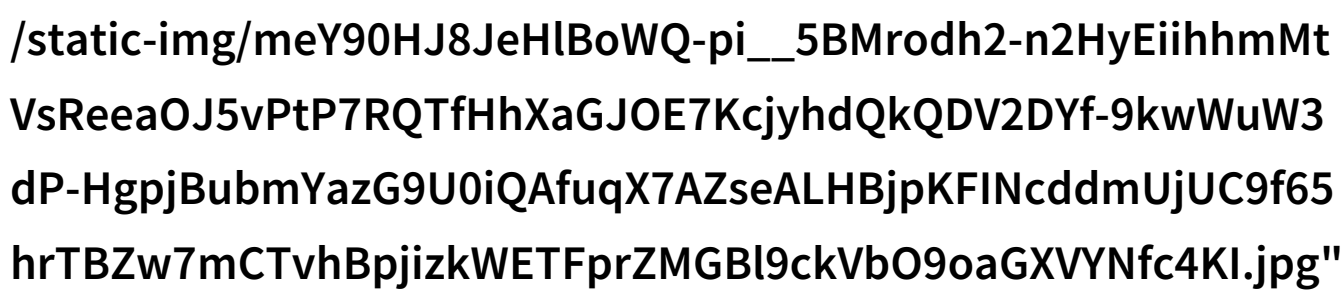 /static-img/meY90HJ8JeHlBoWQ-pi__5BMrodh2-n2HyEiihhmMt
VsReeaOJ5vPtP7RQTfHhXaGJOE7KcjyhdQkQDV2DYf-9kwWuW3
dP-HgpjBubmYazG9U0iQAfuqX7AZseALHBjpKFINcddmUjUC9f65
hrTBZw7mCTvhBpjizkWETFprZMGBl9ckVbO9oaGXVYNfc4KI.jpg"